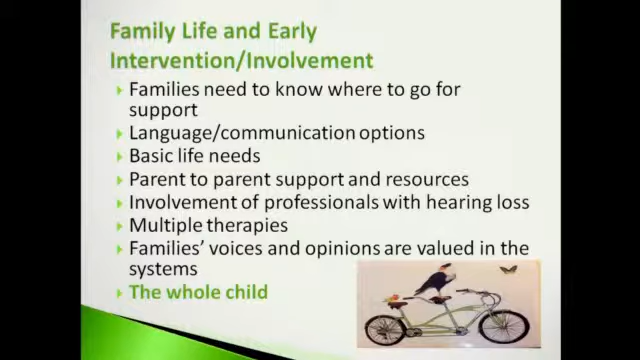 Family Life and Early
Intervention/Involvement
Families need to know where to go for
support
Language/communication options
Basic life needs
Parent to parent support and resources
Involvement of professionals with hearing loss
Multiple therapies
Families’ voices and opinions are valued in the
systems
The whole child